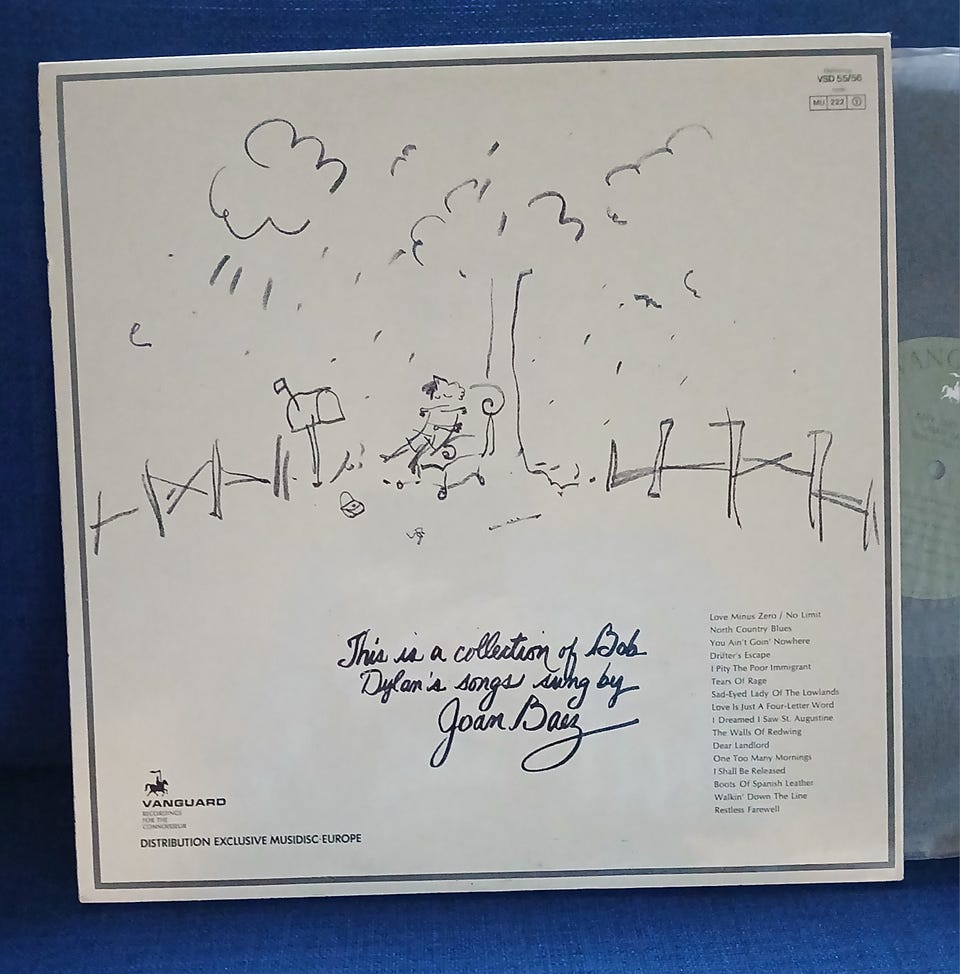 VSD 55/56
MU 222 Y
This is a collection of Bob
Dylan's songs sung by
Joan Baez
Love Minus Zero / No Limit
North Country Blues
You Ain't Goin' Nowhere
Drifter's Escape
I Pity The Poor Immigrant
Tears Of Rage
Sad-Eyed Lady Of The Lowlands
Love Is Just A Four-Letter Word
I Dreamed I Saw St. Augustine
The Walls Of Redwing
Dear Landlord
One Too Many Mornings
I Shall Be Released
Boots Of Spanish Leather
Walkin' Down The Line
Restless Farewell
VANGUARD
RECORDINGS
FOR THE
CONNOISSEUR
DISTRIBUTION EXCLUSIVE MUSIDISC-EUROPE